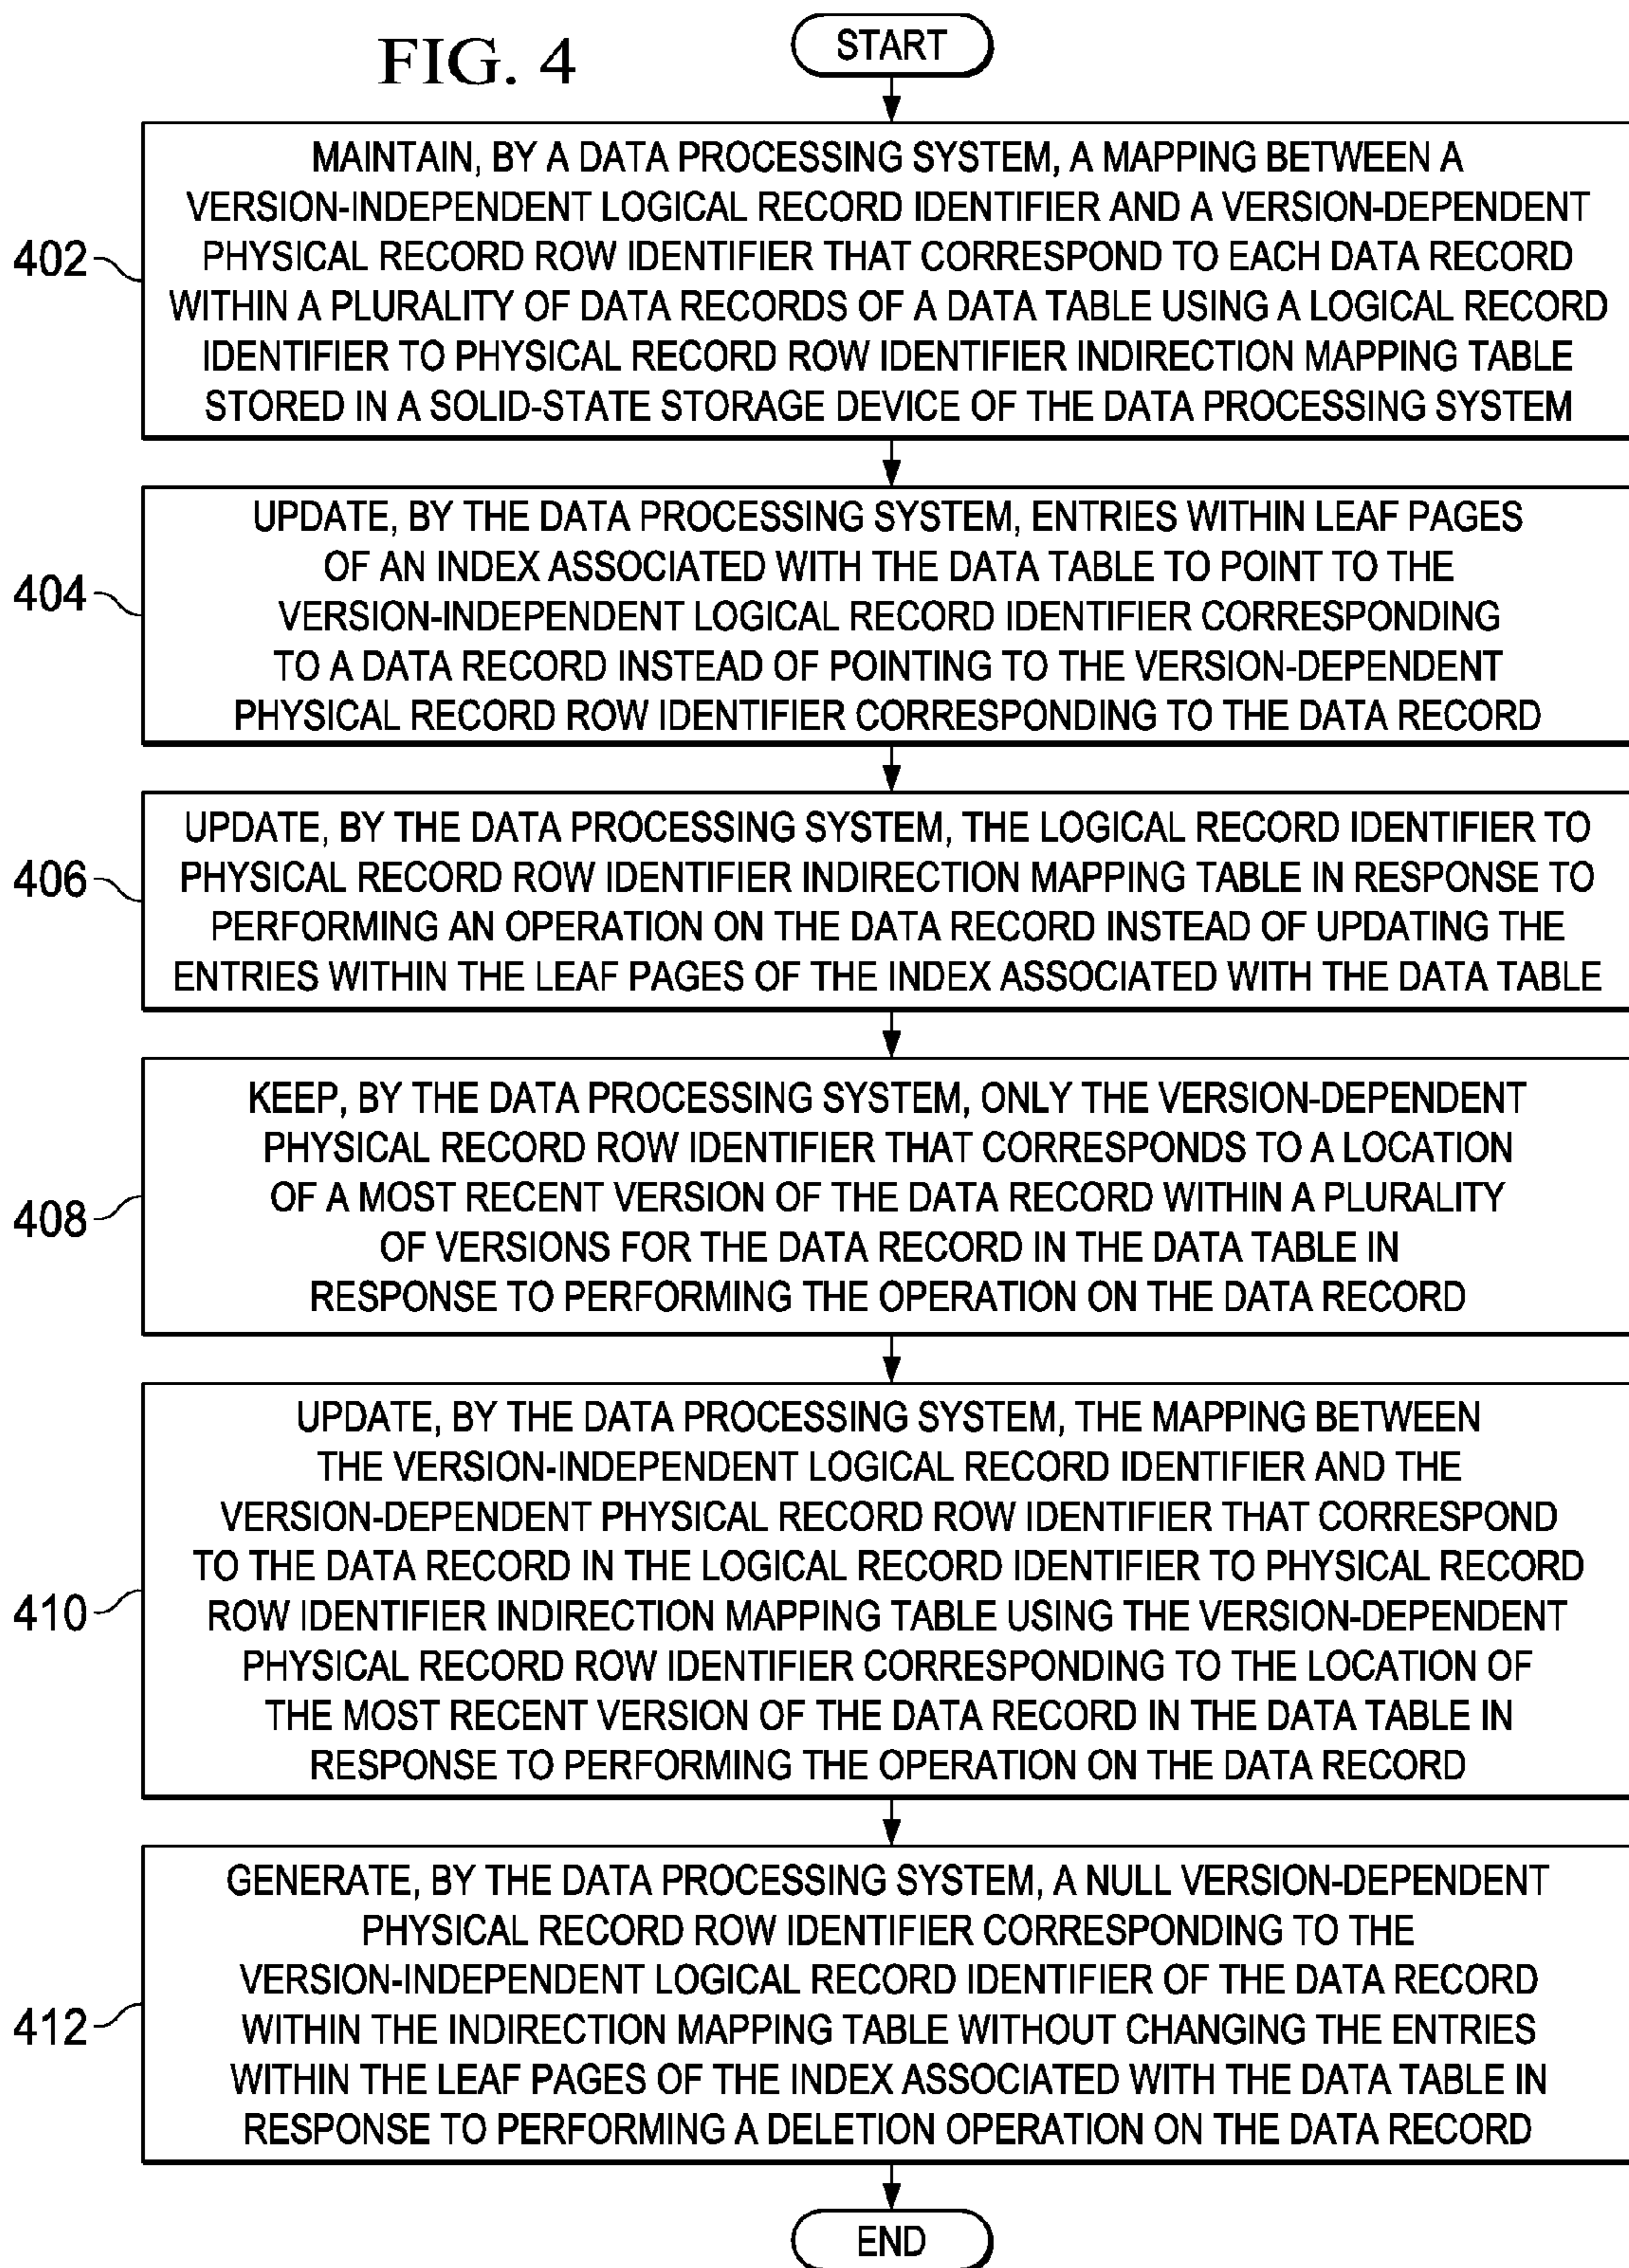 FIG. 4
START
402
MAINTAIN, BY A DATA PROCESSING SYSTEM, A MAPPING BETWEEN A
VERSION-INDEPENDENT LOGICAL RECORD IDENTIFIER AND A VERSION-DEPENDENT
PHYSICAL RECORD ROW IDENTIFIER THAT CORRESPOND TO EACH DATA RECORD
WITHIN A PLURALITY OF DATA RECORDS OF A DATA TABLE USING A LOGICAL RECORD
IDENTIFIER TO PHYSICAL RECORD ROW IDENTIFIER INDIRECTION MAPPING TABLE
STORED IN A SOLID-STATE STORAGE DEVICE OF THE DATA PROCESSING SYSTEM
404
UPDATE, BY THE DATA PROCESSING SYSTEM, ENTRIES WITHIN LEAF PAGES
OF AN INDEX ASSOCIATED WITH THE DATA TABLE TO POINT TO THE
VERSION-INDEPENDENT LOGICAL RECORD IDENTIFIER CORRESPONDING
TO A DATA RECORD INSTEAD OF POINTING TO THE VERSION-DEPENDENT
PHYSICAL RECORD ROW IDENTIFIER CORRESPONDING TO THE DATA RECORD
406
UPDATE, BY THE DATA PROCESSING SYSTEM, THE LOGICAL RECORD IDENTIFIER TO
PHYSICAL RECORD ROW IDENTIFIER INDIRECTION MAPPING TABLE IN RESPONSE TO
PERFORMING AN OPERATION ON THE DATA RECORD INSTEAD OF UPDATING THE
ENTRIES WITHIN THE LEAF PAGES OF THE INDEX ASSOCIATED WITH THE DATA TABLE
408
KEEP, BY THE DATA PROCESSING SYSTEM, ONLY THE VERSION-DEPENDENT
PHYSICAL RECORD ROW IDENTIFIER THAT CORRESPONDS TO A LOCATION
OF A MOST RECENT VERSION OF THE DATA RECORD WITHIN A PLURALITY
OF VERSIONS FOR THE DATA RECORD IN THE DATA TABLE IN
RESPONSE TO PERFORMING THE OPERATION ON THE DATA RECORD
410
UPDATE, BY THE DATA PROCESSING SYSTEM, THE MAPPING BETWEEN
THE VERSION-INDEPENDENT LOGICAL RECORD IDENTIFIER AND THE
VERSION-DEPENDENT PHYSICAL RECORD ROW IDENTIFIER THAT CORRESPOND
TO THE DATA RECORD IN THE LOGICAL RECORD IDENTIFIER TO PHYSICAL RECORD
ROW IDENTIFIER INDIRECTION MAPPING TABLE USING THE VERSION-DEPENDENT
PHYSICAL RECORD ROW IDENTIFIER CORRESPONDING TO THE LOCATION OF
THE MOST RECENT VERSION OF THE DATA RECORD IN THE DATA TABLE IN
RESPONSE TO PERFORMING THE OPERATION ON THE DATA RECORD
412
GENERATE, BY THE DATA PROCESSING SYSTEM, A NULL VERSION-DEPENDENT
PHYSICAL RECORD ROW IDENTIFIER CORRESPONDING TO THE
VERSION-INDEPENDENT LOGICAL RECORD IDENTIFIER OF THE DATA RECORD
WITHIN THE INDIRECTION MAPPING TABLE WITHOUT CHANGING THE ENTRIES
WITHIN THE LEAF PAGES OF THE INDEX ASSOCIATED WITH THE DATA TABLE IN
RESPONSE TO PERFORMING A DELETION OPERATION ON THE DATA RECORD
END